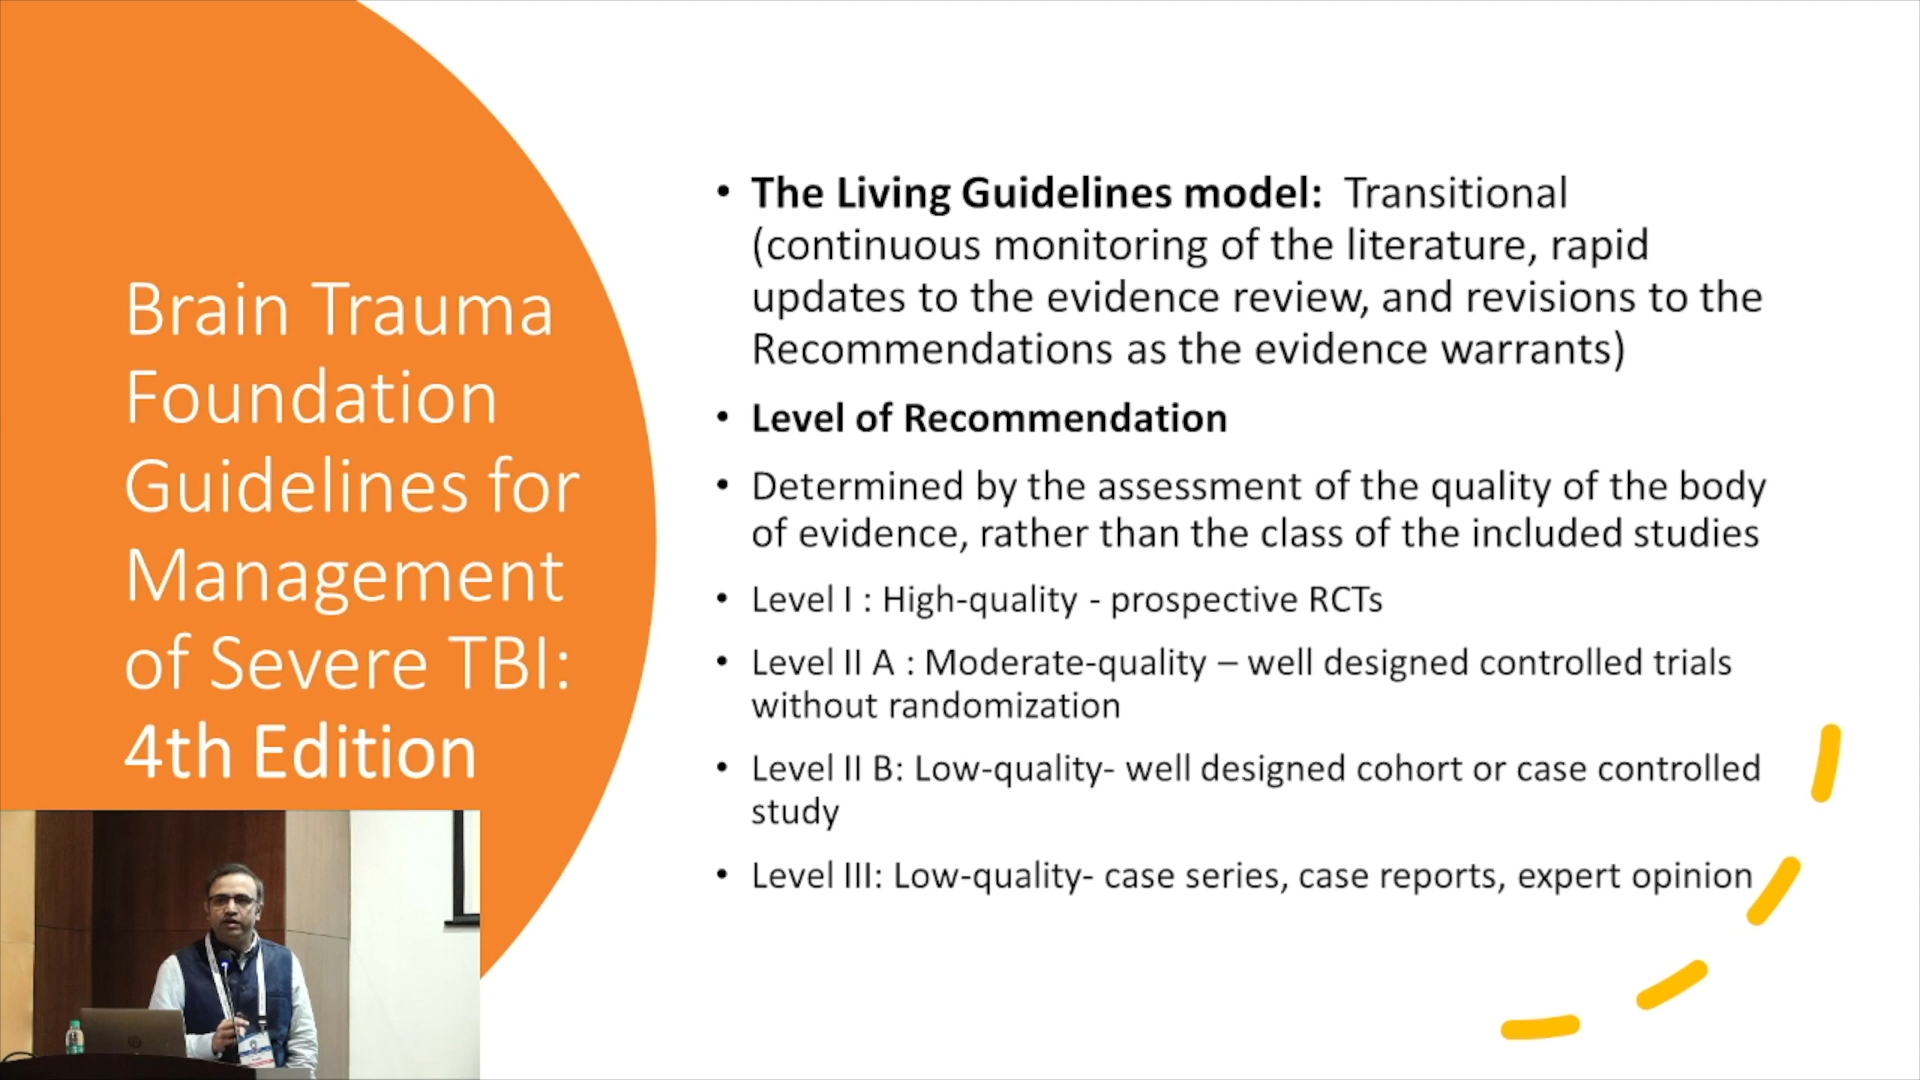 Brain Trauma
Foundation
Guidelines for
Management
of Severe TBI:
4th Edition
• The Living Guidelines model: Transitional
(continuous monitoring of the literature, rapid
updates to the evidence review, and revisions to the
Recommendations as the evidence warrants)
• Level of Recommendation
• Determined by the assessment of the quality of the body
of evidence, rather than the class of the included studies
• Level I : High-quality - prospective RCTs
• Level II A : Moderate-quality – well designed controlled trials
without randomization
• Level II B: Low-quality- well designed cohort or case controlled
study
• Level III: Low-quality- case series, case reports, expert opinion